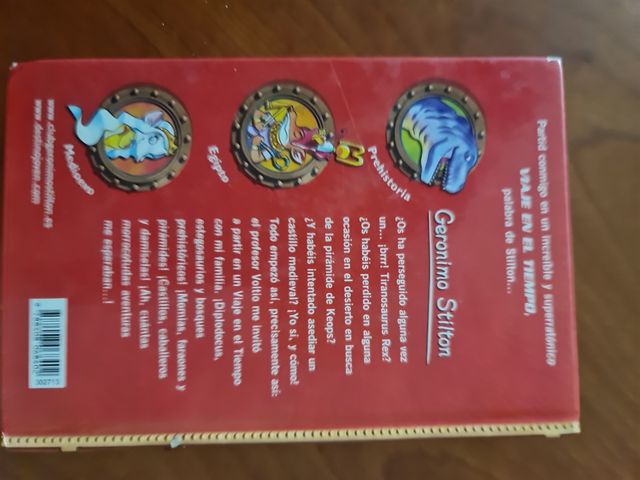 Partid conmigo en un increíble y supersónico
VIAJE EN EL TIEMPO,
palabra de Stilton...
Prehistoria
Egipto
Medioevo
Geronimo Stilton
¿Os ha perseguido alguna vez
un... ¡brrr! Tiranosaurus Rex?
¿Os habéis perdido en alguna
ocasión en el desierto en busca
de la pirámide de Keops?
¿Y habéis intentado asediar un
castillo medieval? ¡Yo sí, y cómo!
Todo empezó así, precisamente así:
el profesor Voltio me invitó
a partir en un Viaje en el Tiempo
con mi familia. ¡Diplodocus,
estegosaurios y bosques
prehistóricos! ¡Momias, faraones y
pirámides! ¡Castillos, caballeros
y damiselas! ¡Ah, cuántas
morrocotudas aventuras
me esperaban...!
www.clubgeronimostilton.es
www.destinojoven.com
302715